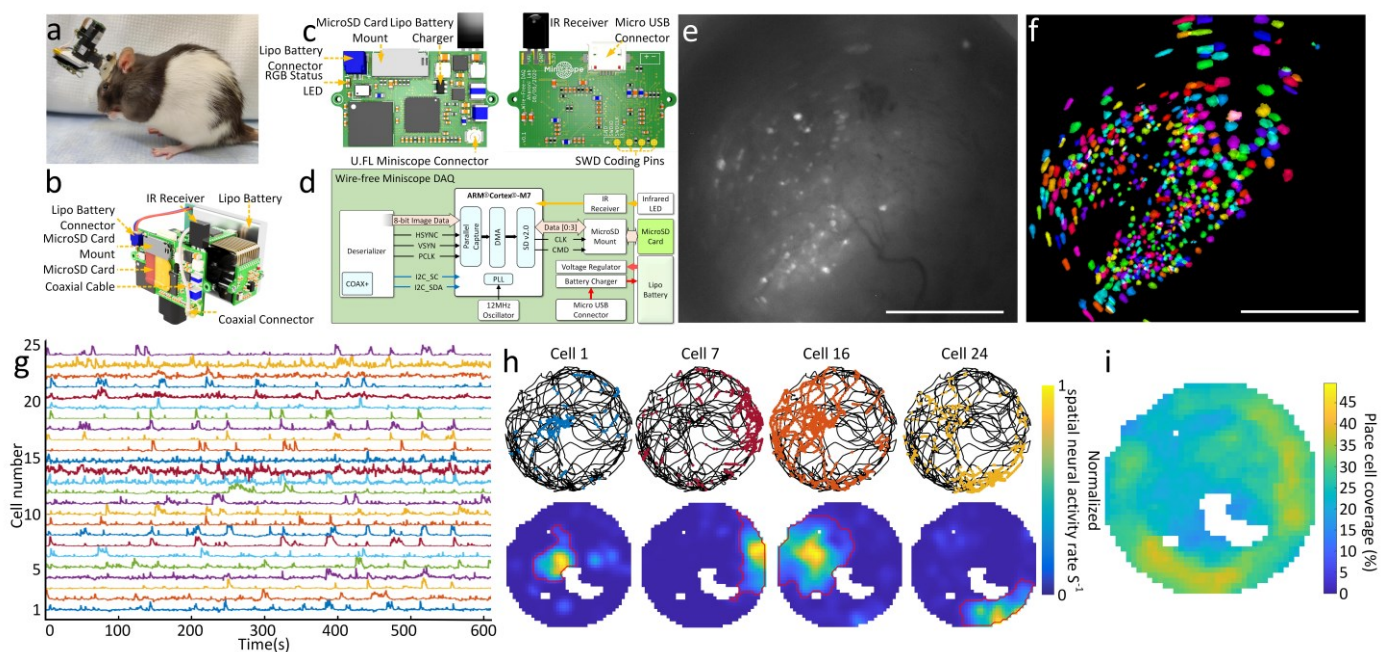 a
b
c
d
e
f
g
h
i
MicroSD Card
Mount
Lipo Battery
Charger
Lipo Battery
Connector
RGB Status
LED
U.FL Miniscope Connector
IR Receiver
Micro USB
Connector
Miniscope
SWD Coding Pins
IR Receiver
Lipo Battery
Lipo Battery
Connector
MicroSD Card
Mount
MicroSD Card
Coaxial Cable
Coaxial Connector
Wire-free Miniscope DAQ
ARM®Cortex®-M7
8-bit Image Data
Deserializer
HSYNC
VSYN
PCLK
I2C_SC
I2C_SDA
COAX+
Parallel
Capture
DMA
SD v2.0
PLL
12MHz
Oscillator
Data [0:3]
CLK
CMD
IR
Receiver
Infrared
LED
MicroSD
Mount
MicroSD
Card
Voltage Regulator
Battery Charger
Lipo
Battery
Micro USB
Connector
25
20
15
10
5
1
Cell number
0 100 200 300 400 500 600
Time(s)
Cell 1 Cell 7 Cell 16 Cell 24
1
0
Normalized
spatial neural activity rate S⁻¹
45
40
35
30
25
20
15
10
5
0
Place cell coverage (%)